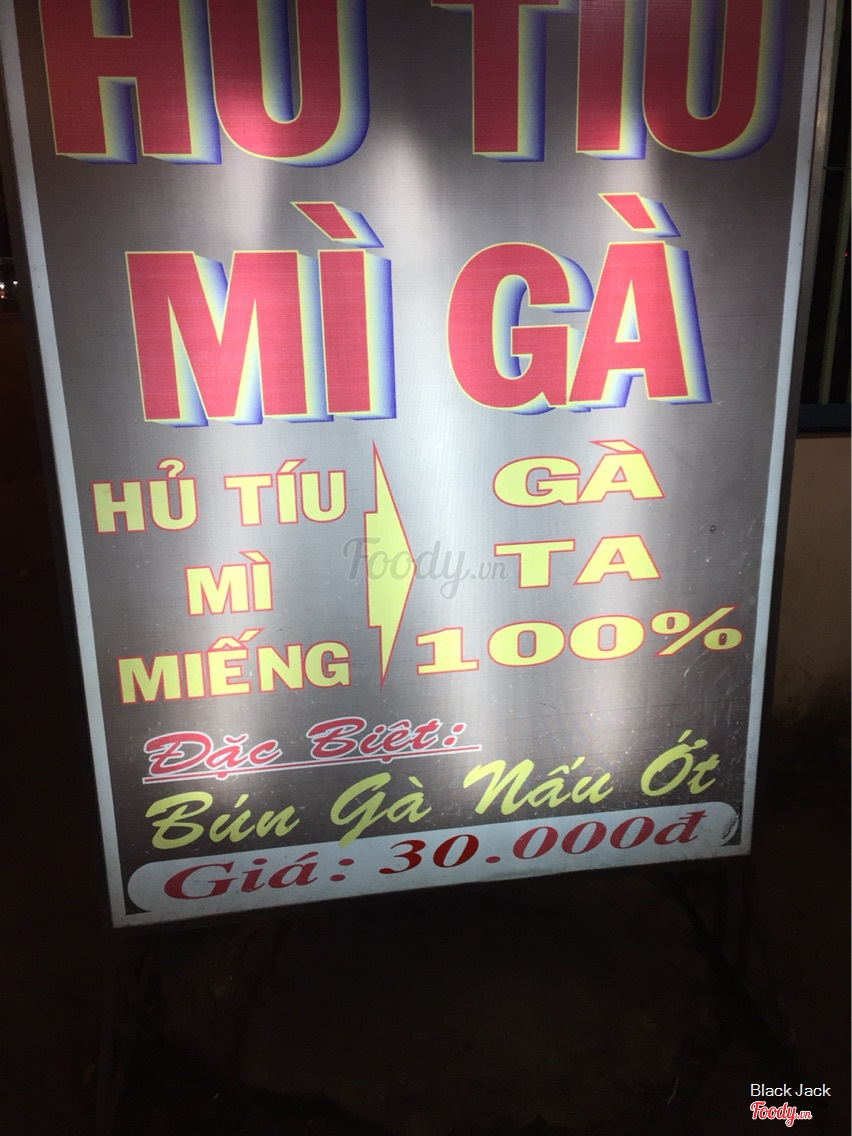 HỦ TÍU
MÌ GÀ
HỦ TÍU
MÌ
MIẾNG
GÀ
TA
100%
Foody.vn
Đặc Biệt:
Bún Gà Nấu Ớt
Giá: 30.000đ
Black Jack
Foody.vn